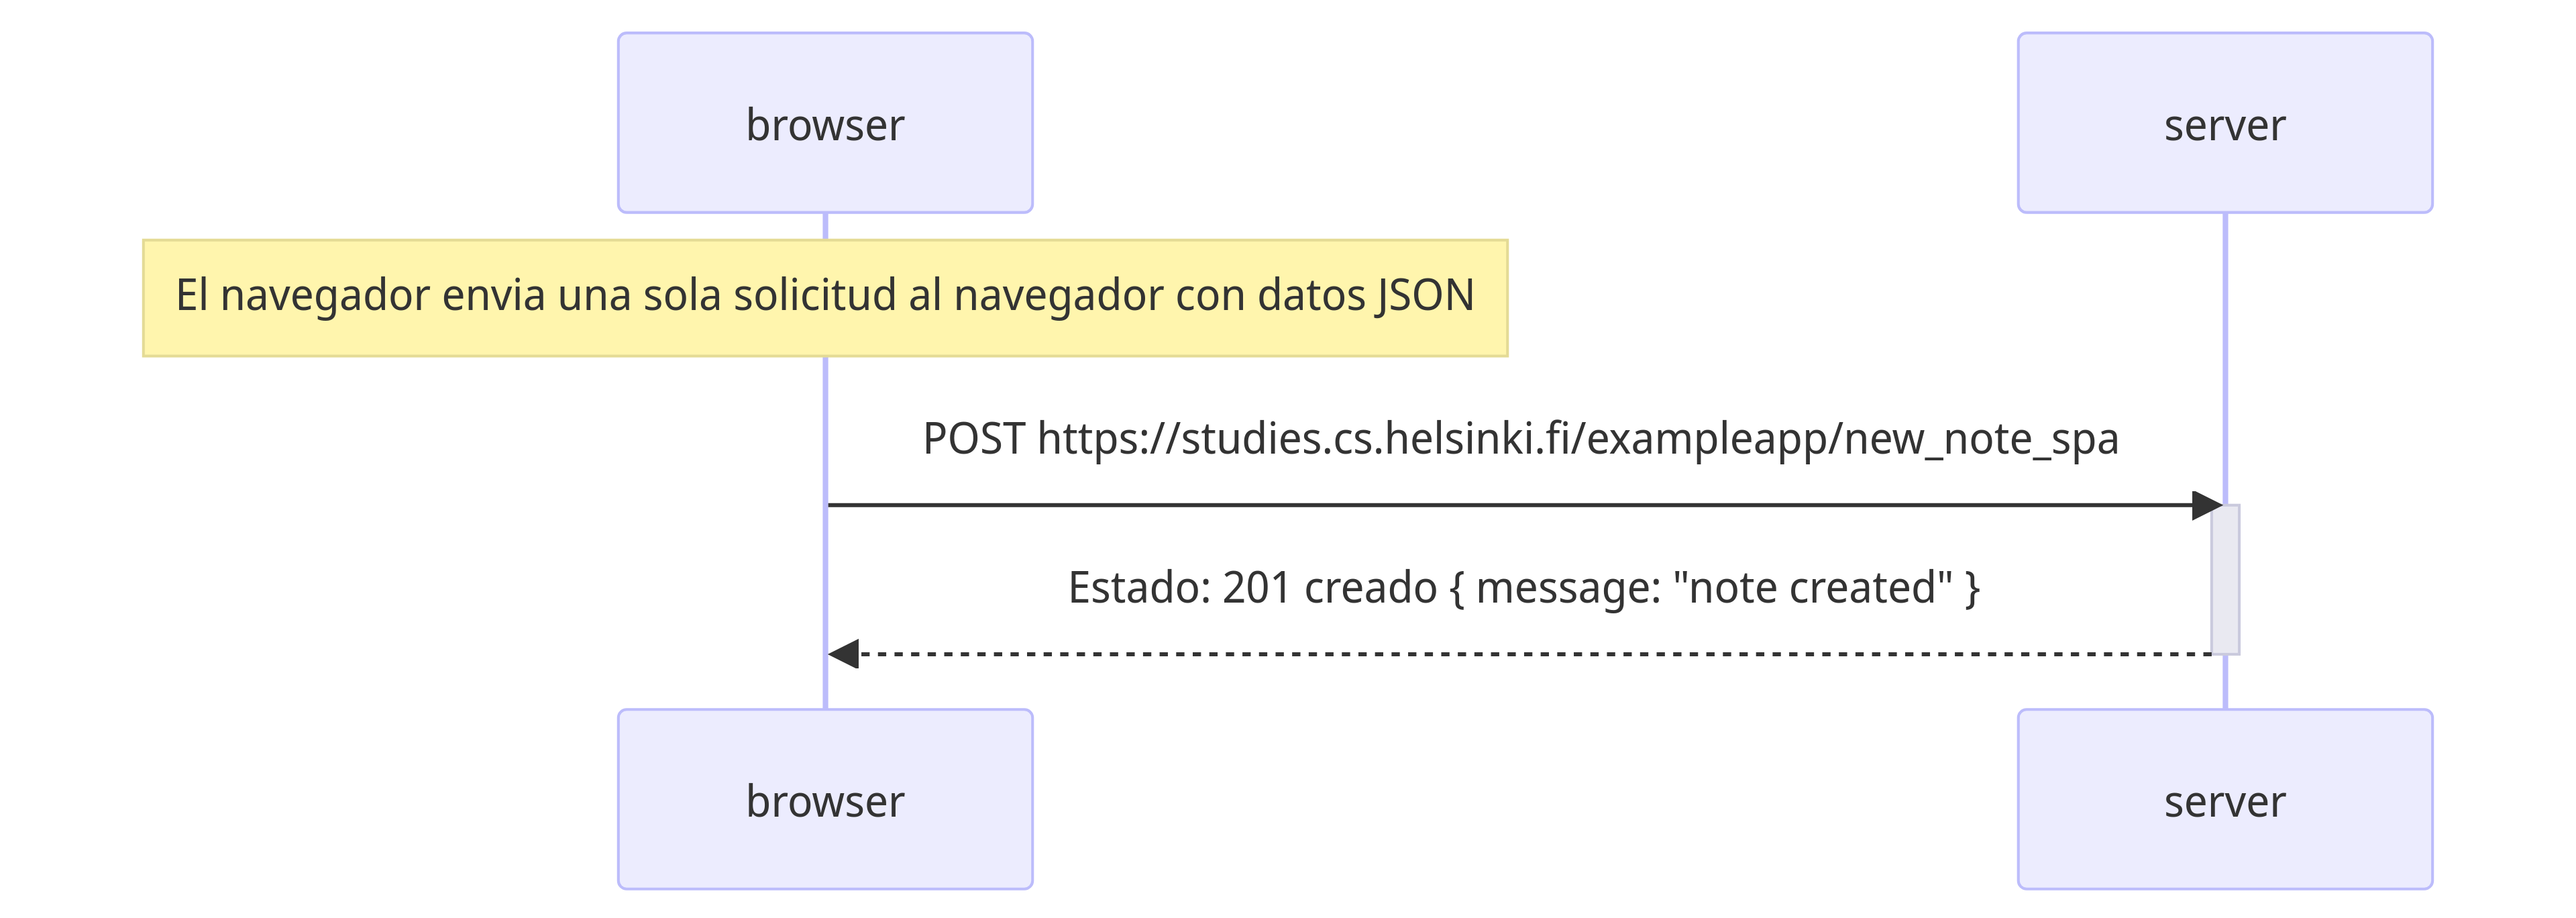 browser
server
El navegador envia una sola solicitud al navegador con datos JSON
POST https://studies.cs.helsinki.fi/exampleapp/new_note_spa
Estado: 201 creado { message: "note created" }
browser
server